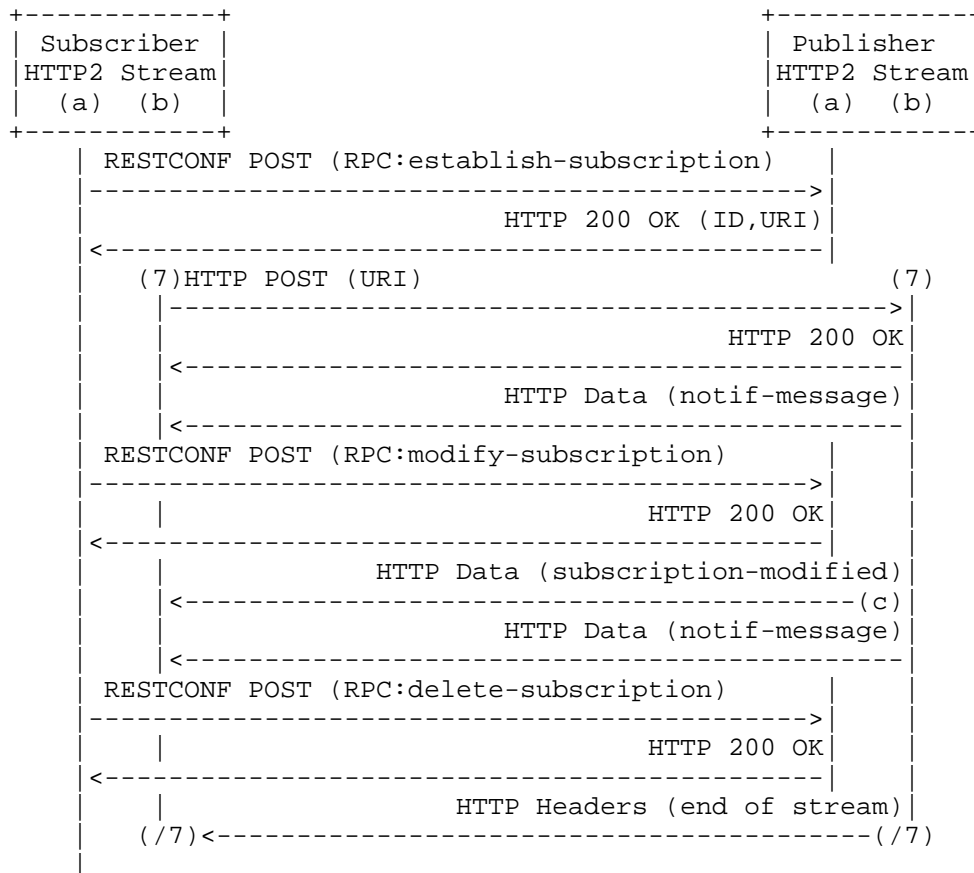 Subscriber Publisher
HTTP2 Stream HTTP2 Stream
(a) (b) (a) (b)
RESTCONF POST (RPC:establish-subscription)
HTTP 200 OK (ID,URI)
(7)HTTP POST (URI) (7)
HTTP 200 OK
HTTP Data (notif-message)
RESTCONF POST (RPC:modify-subscription)
HTTP 200 OK
HTTP Data (subscription-modified)
(c)
HTTP Data (notif-message)
RESTCONF POST (RPC:delete-subscription)
HTTP 200 OK
HTTP Headers (end of stream)
(/7) (/7)